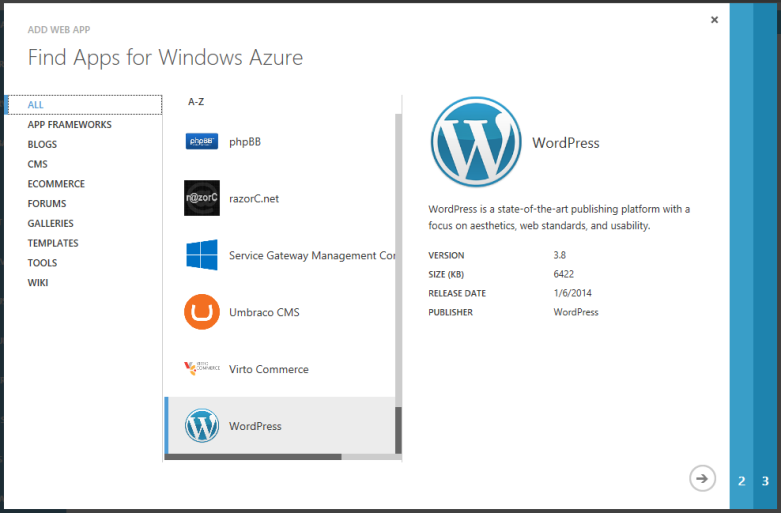 ×
ADD WEB APP
Find Apps for Windows Azure
ALL
APP FRAMEWORKS
BLOGS
CMS
ECOMMERCE
FORUMS
GALLERIES
TEMPLATES
TOOLS
WIKI
A-Z
phpBB
phpBB
n@zorC
razorC.net
Service Gateway Management Cor
Umbraco CMS
VIRTO
COMMERCE
Virto Commerce
WordPress
WordPress
WordPress is a state-of-the-art publishing platform with a
focus on aesthetics, web standards, and usability.
VERSION 3.8
SIZE (KB) 6422
RELEASE DATE 1/6/2014
PUBLISHER WordPress
2 3